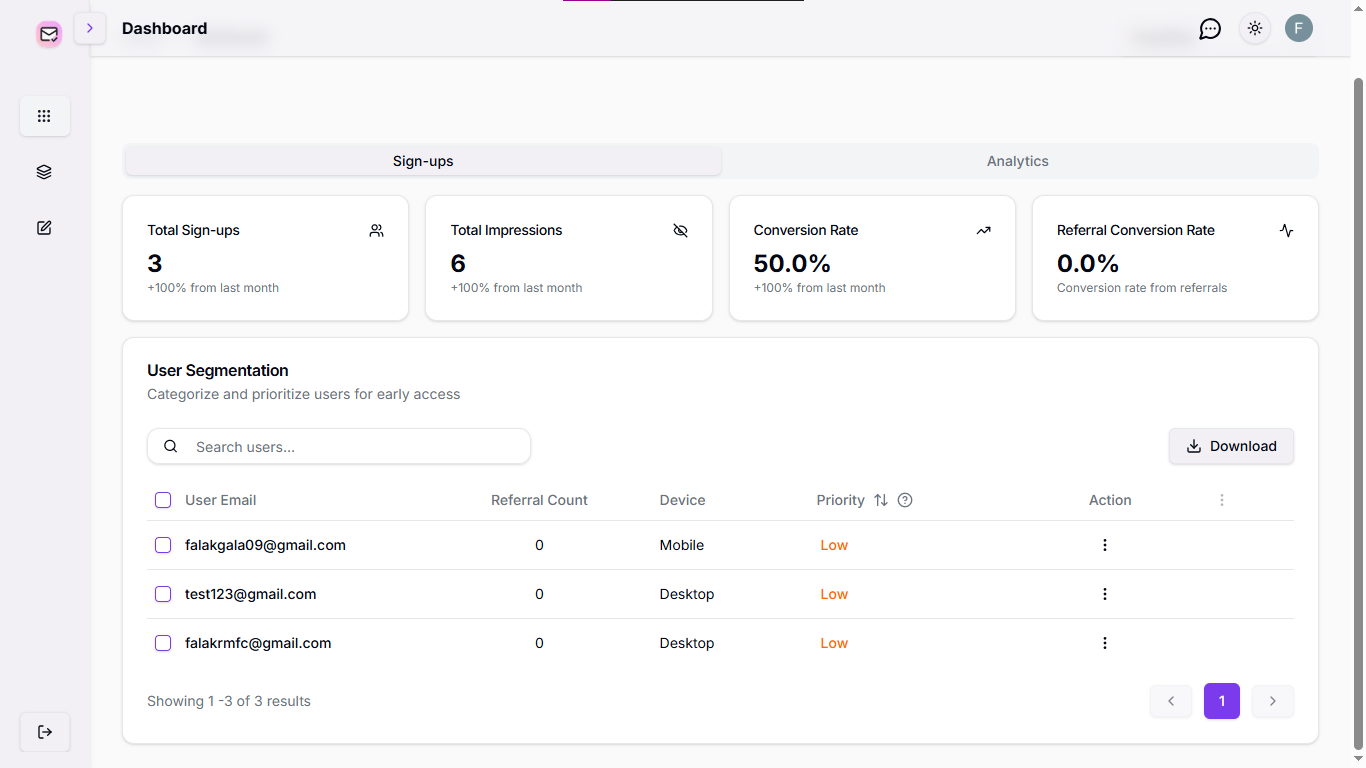 Dashboard
F
Sign-ups Analytics
Total Sign-ups
3
+100% from last month
Total Impressions
6
+100% from last month
Conversion Rate
50.0%
+100% from last month
Referral Conversion Rate
0.0%
Conversion rate from referrals
User Segmentation
Categorize and prioritize users for early access
Search users...
Download
User Email Referral Count Device Priority Action
falakgala09@gmail.com 0 Mobile Low
test123@gmail.com 0 Desktop Low
falakrmfc@gmail.com 0 Desktop Low
Showing 1 -3 of 3 results
1